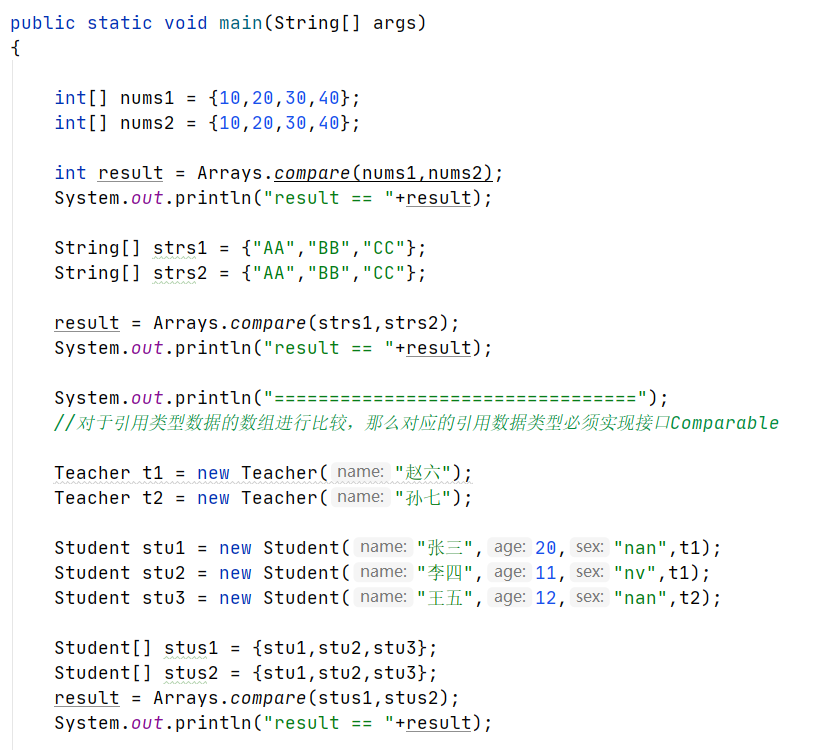 public static void main(String[] args)
{
int[] nums1 = {10,20,30,40};
int[] nums2 = {10,20,30,40};
int result = Arrays.compare(nums1,nums2);
System.out.println("result == "+result);
String[] strs1 = {"AA","BB","CC"};
String[] strs2 = {"AA","BB","CC"};
result = Arrays.compare(strs1,strs2);
System.out.println("result == "+result);
System.out.println("=================================");
//对于引用类型数据的数组进行比较，那么对应的引用数据类型必须实现接口Comparable
Teacher t1 = new Teacher( name: "赵六");
Teacher t2 = new Teacher( name: "孙七");
Student stu1 = new Student( name: "张三", age: 20, sex: "nan",t1);
Student stu2 = new Student( name: "李四", age: 11, sex: "nv",t1);
Student stu3 = new Student( name: "王五", age: 12, sex: "nan",t2);
Student[] stus1 = {stu1,stu2,stu3};
Student[] stus2 = {stu1,stu2,stu3};
result = Arrays.compare(stus1,stus2);
System.out.println("result == "+result);